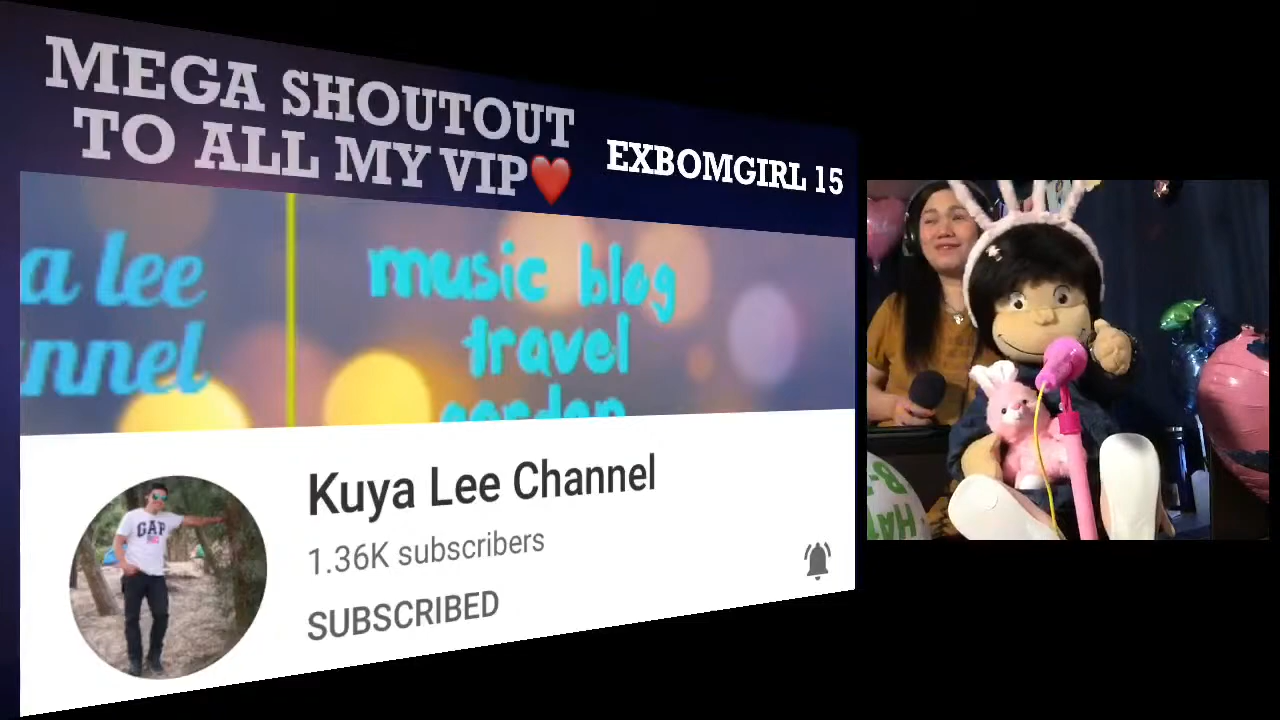 MEGA SHOUTOUT
TO ALL MY VIP❤️
EXBOMGIRL 15
a lee
nnel
music blog
travel
garden
Kuya Lee Channel
1.36K subscribers
SUBSCRIBED
GAP